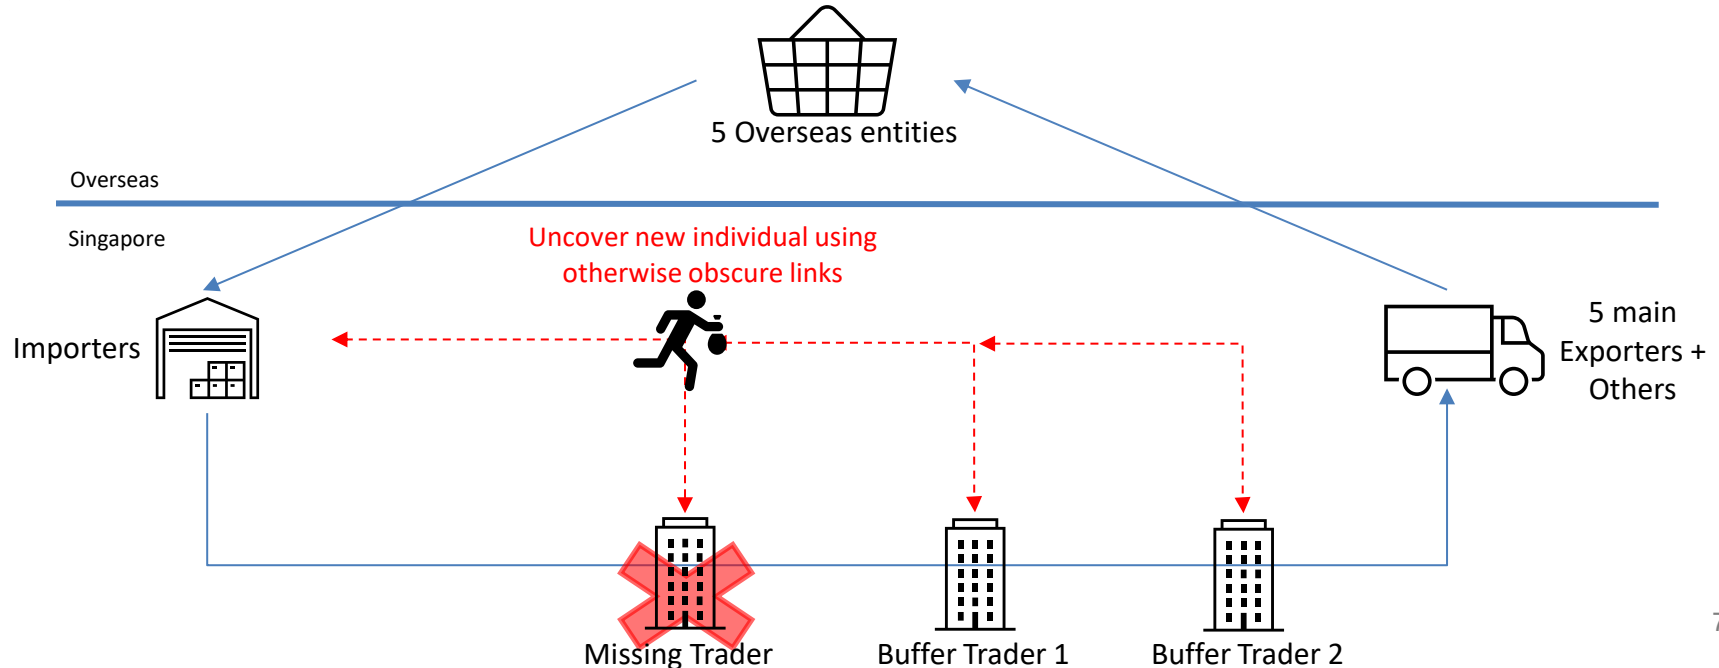 5 Overseas entities
Overseas
Singapore
Uncover new individual using
otherwise obscure links
Importers
5 main
Exporters +
Others
Missing Trader
Buffer Trader 1
Buffer Trader 2